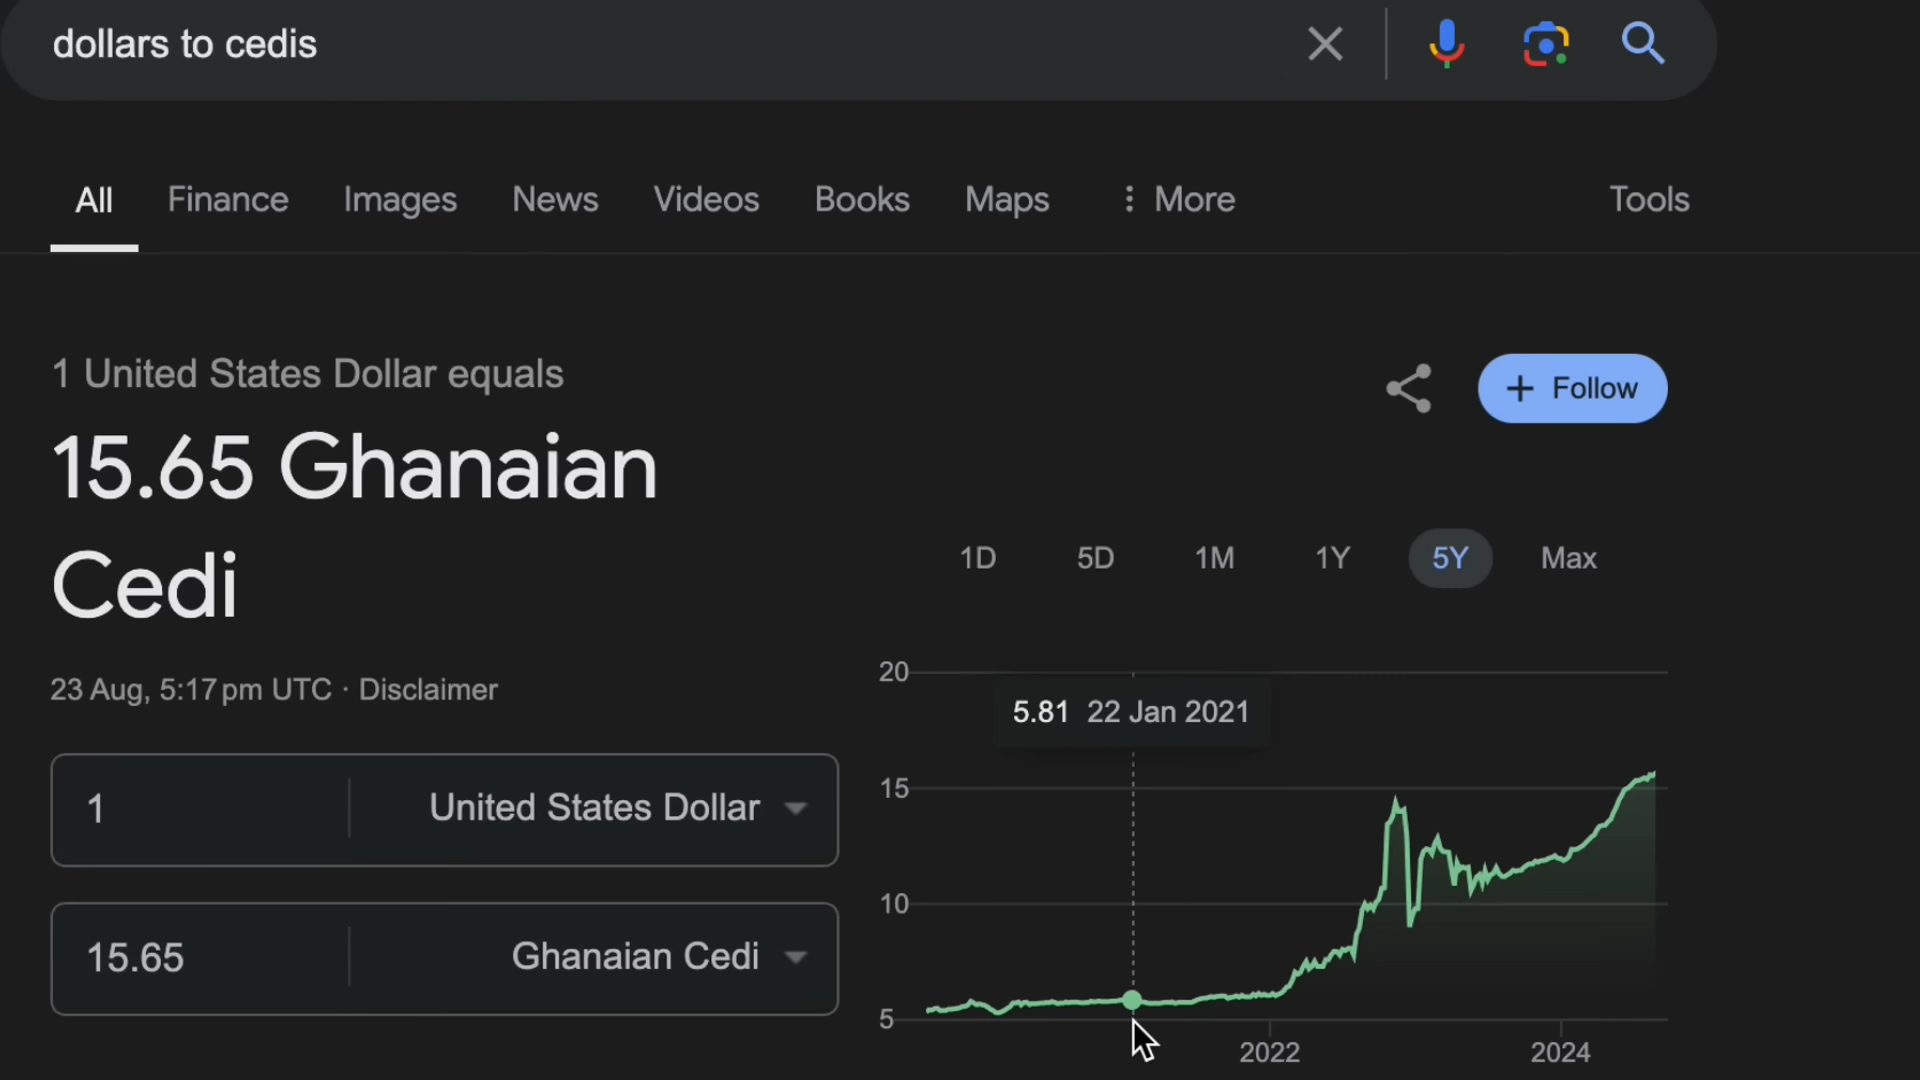 dollars to cedis
All Finance Images News Videos Books Maps More Tools
1 United States Dollar equals
15.65 Ghanaian
Cedi
23 Aug, 5:17 pm UTC · Disclaimer
+ Follow
1 United States Dollar
15.65 Ghanaian Cedi
1D 5D 1M 1Y 5Y Max
20
5.81 22 Jan 2021
15
10
5
2022 2024